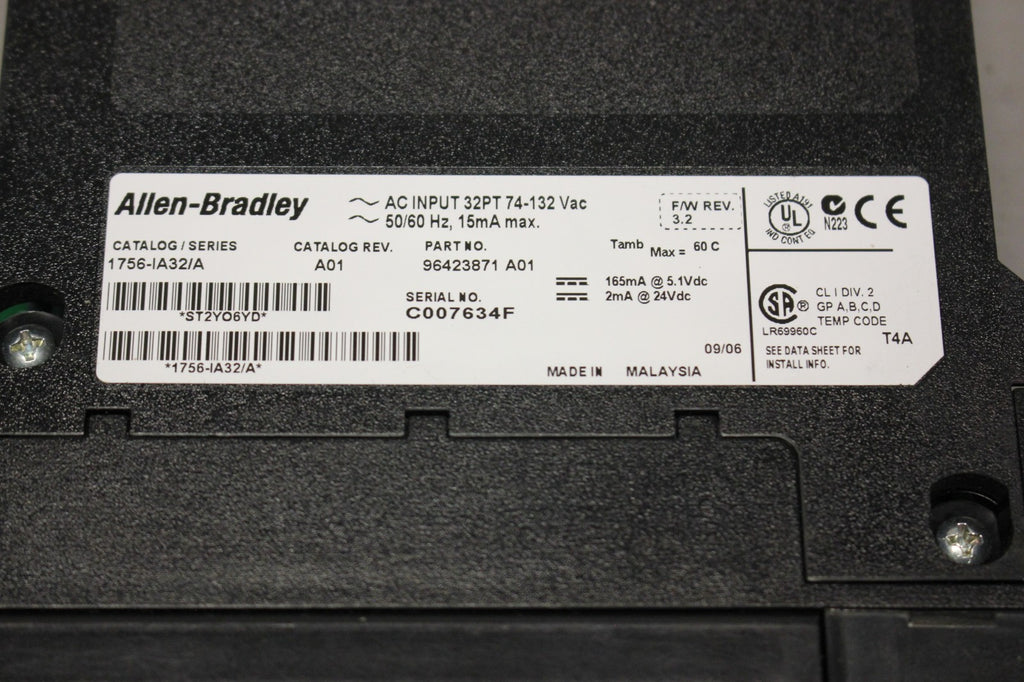 Allen-Bradley
AC INPUT 32PT 74-132 Vac
50/60 Hz, 15mA max.
F/W REV.
3.2
CATALOG / SERIES
1756-IA32/A
CATALOG REV.
A01
PART NO.
96423871 A01
Tamb Max = 60 C
165mA @ 5.1Vdc
2mA @ 24Vdc
SERIAL NO.
C007634F
*ST2YO6YD*
*1756-IA32/A*
09/06
MADE IN MALAYSIA
UL
IND CONT EQ
N223
CE
SA
LR69960C
CL I DIV. 2
GP A,B,C,D
TEMP CODE
T4A
SEE DATA SHEET FOR
INSTALL INFO.